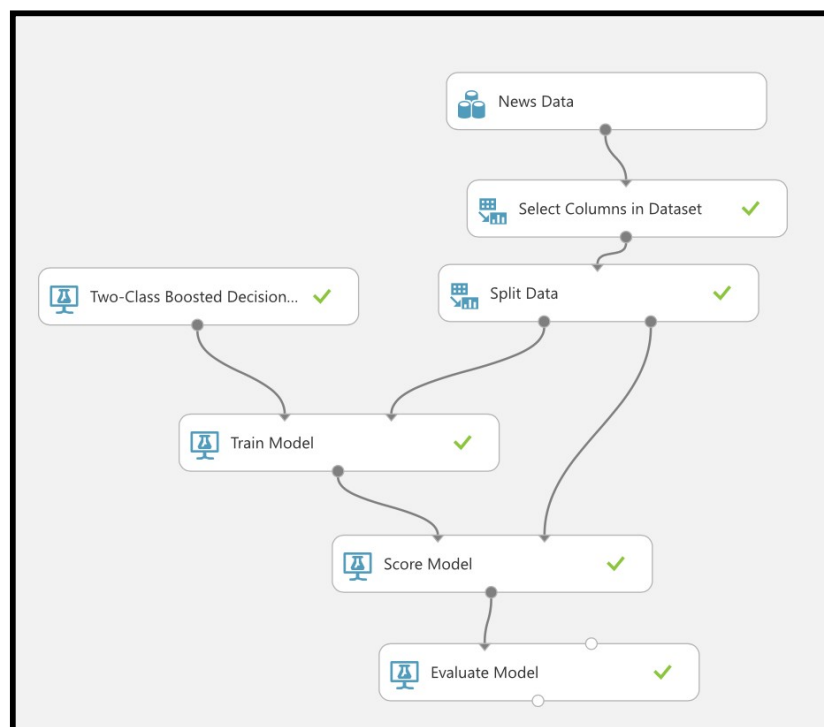 News Data
Select Columns in Dataset
Two-Class Boosted Decision...
Split Data
Train Model
Score Model
Evaluate Model